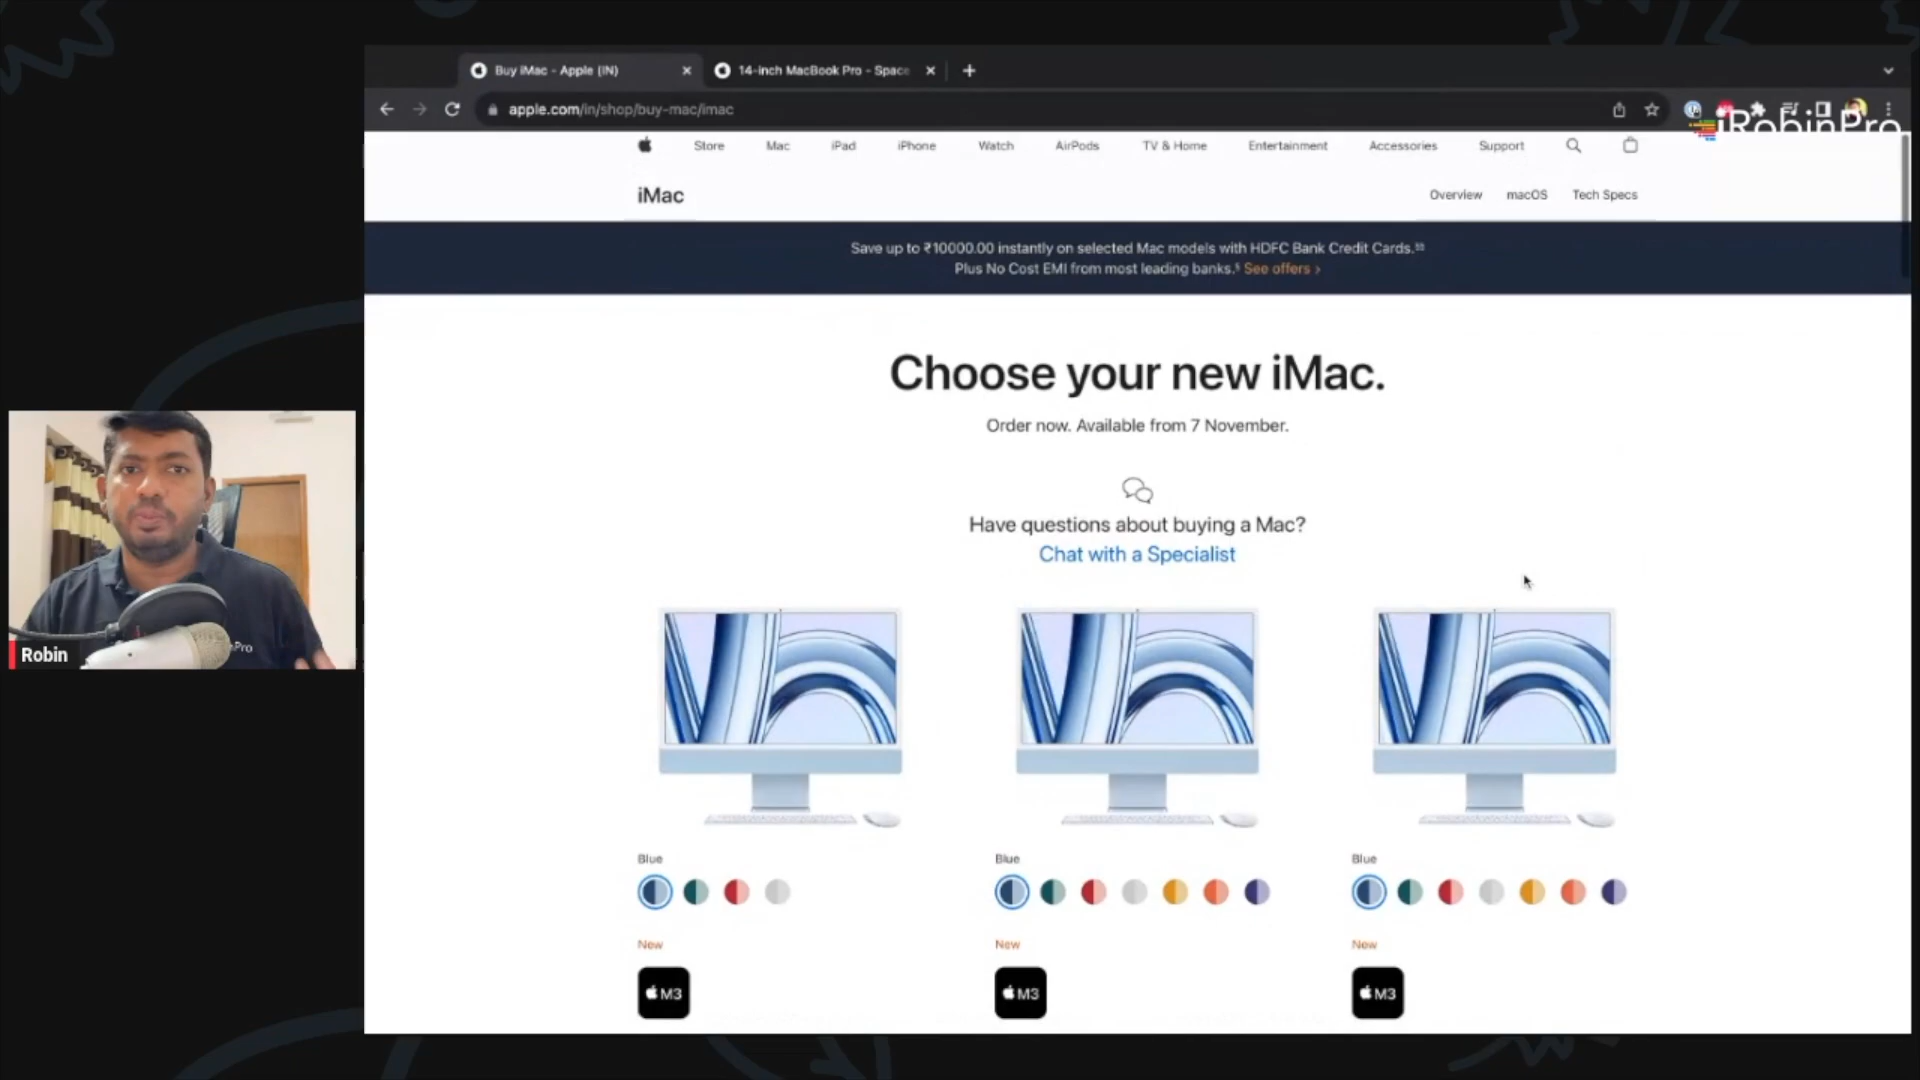 Buy iMac - Apple (IN)
14-inch MacBook Pro - Space
apple.com/in/shop/buy-mac/imac
iRobinPro
Store Mac iPad iPhone Watch AirPods TV & Home Entertainment Accessories Support
iMac
Overview macOS Tech Specs
Save up to ₹10000.00 instantly on selected Mac models with HDFC Bank Credit Cards.
Plus No Cost EMI from most leading banks.§ See offers >
Choose your new iMac.
Order now. Available from 7 November.
Have questions about buying a Mac?
Chat with a Specialist
Robin
Pro
Blue Blue Blue
New New New
M3 M3 M3